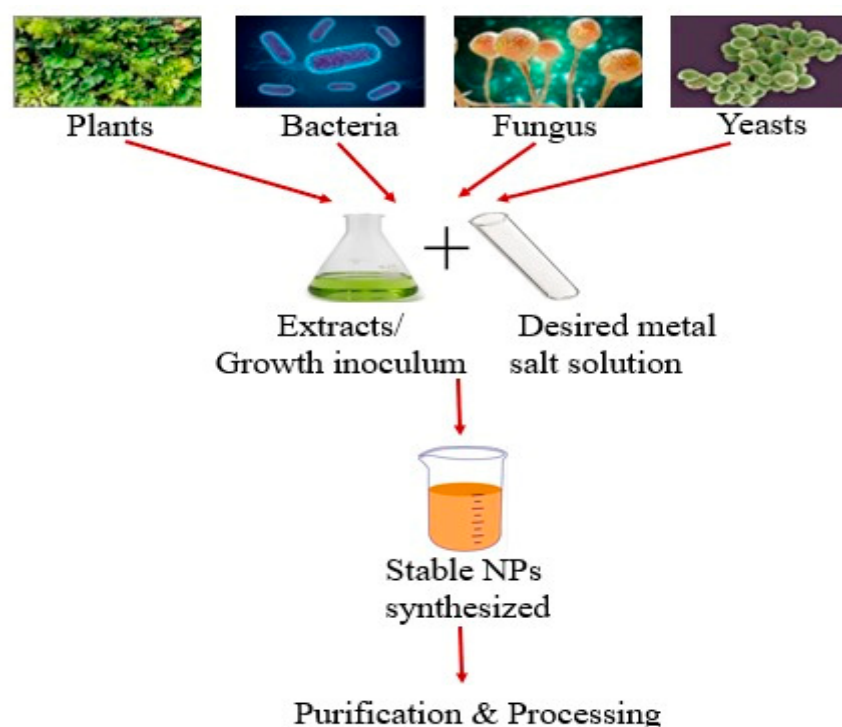 Plants
Bacteria
Fungus
Yeasts
+
Extracts/
Growth inoculum
Desired metal
salt solution
Stable NPs
synthesized
Purification & Processing